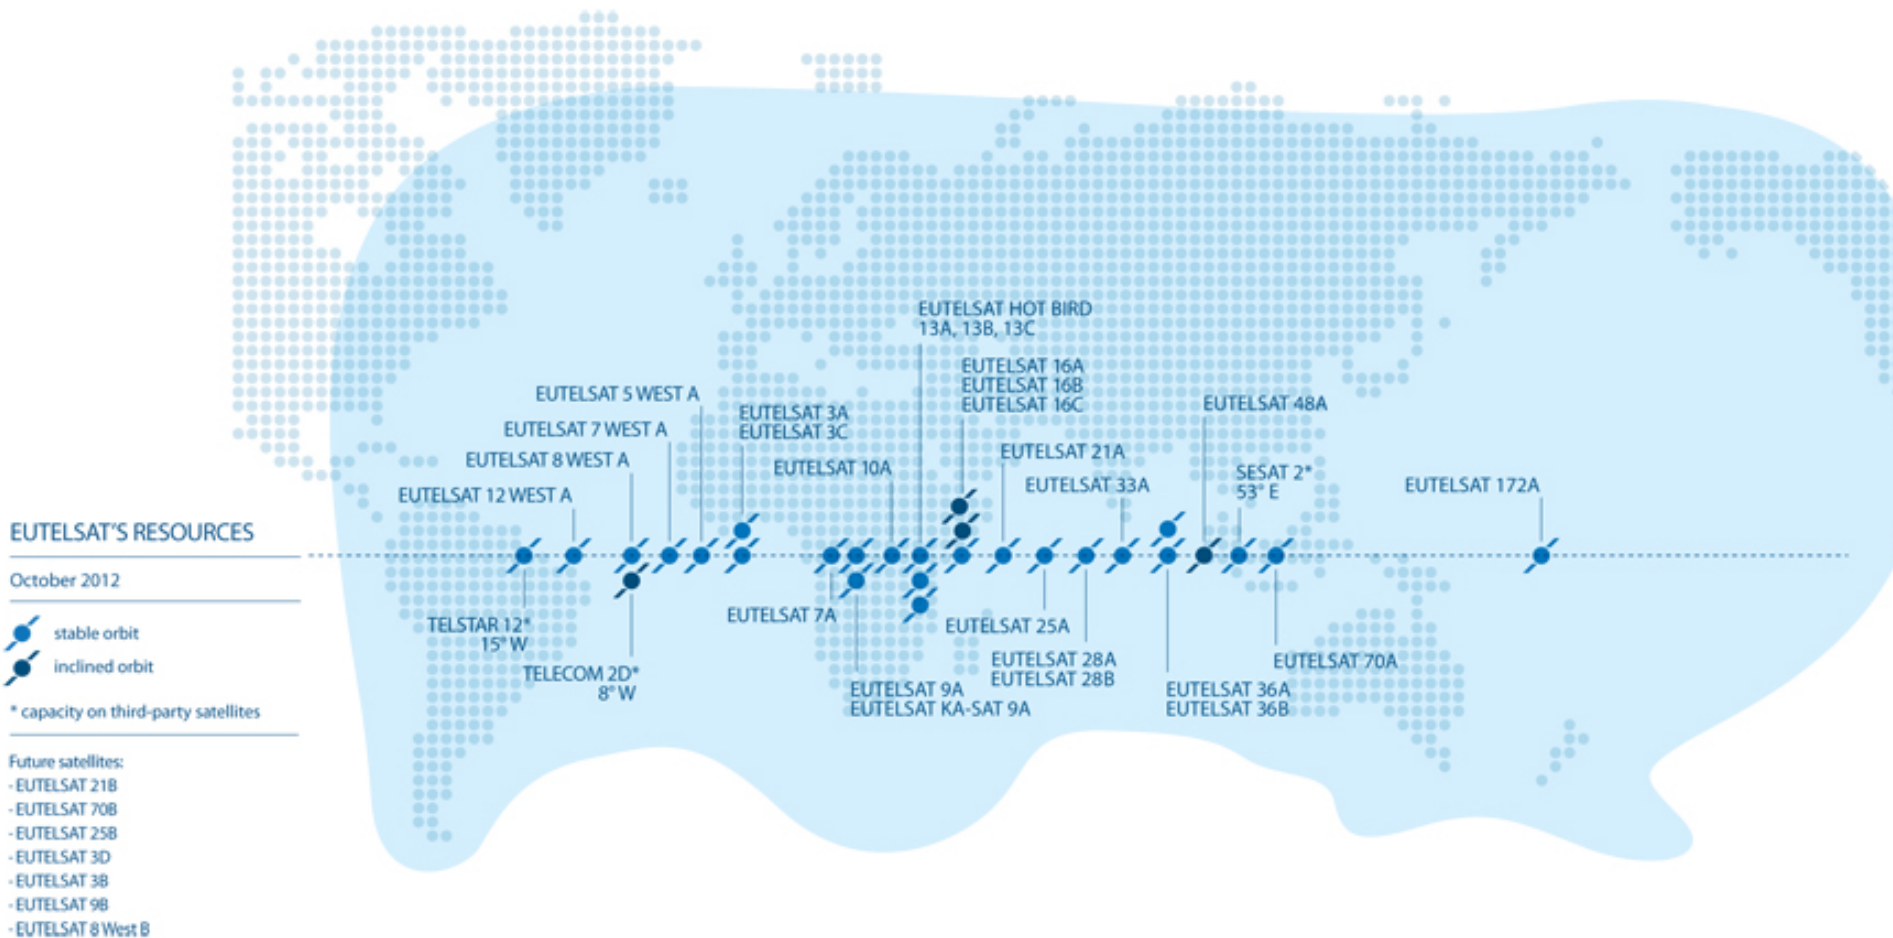 EUTELSAT HOT BIRD
13A, 13B, 13C
EUTELSAT 16A
EUTELSAT 16B
EUTELSAT 16C
EUTELSAT 5 WEST A
EUTELSAT 3A
EUTELSAT 3C
EUTELSAT 48A
EUTELSAT 7 WEST A
EUTELSAT 8 WEST A
EUTELSAT 10A
EUTELSAT 21A
EUTELSAT 12 WEST A
EUTELSAT 33A
SESAT 2*
53° E
EUTELSAT 172A
EUTELSAT'S RESOURCES
October 2012
stable orbit
inclined orbit
* capacity on third-party satellites
TELSTAR 12*
15° W
TELECOM 2D*
8° W
EUTELSAT 7A
EUTELSAT 9A
EUTELSAT KA-SAT 9A
EUTELSAT 25A
EUTELSAT 28A
EUTELSAT 28B
EUTELSAT 36A
EUTELSAT 36B
EUTELSAT 70A
Future satellites:
- EUTELSAT 21B
- EUTELSAT 70B
- EUTELSAT 25B
- EUTELSAT 3D
- EUTELSAT 3B
- EUTELSAT 9B
- EUTELSAT 8 West B